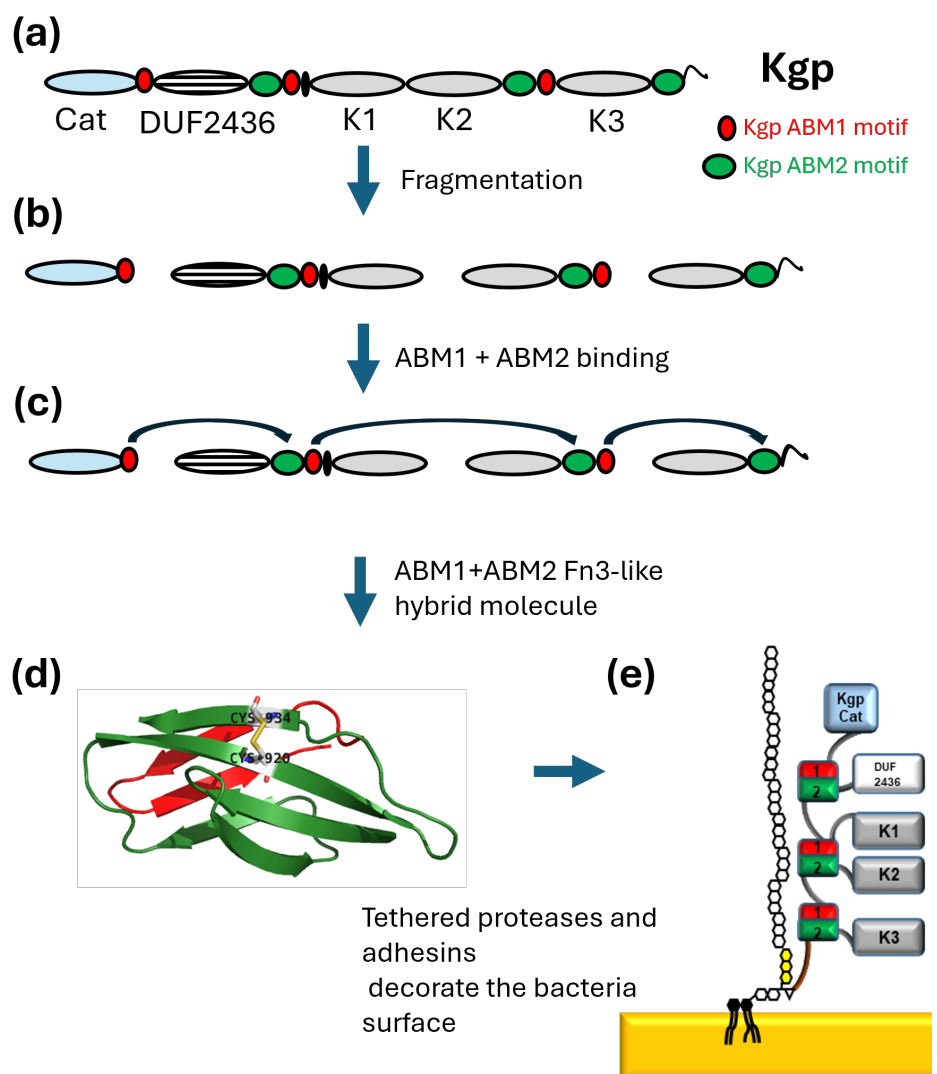 (a)
Kgp
Cat
DUF2436
K1
K2
K3
Kgp ABM1 motif
Kgp ABM2 motif
Fragmentation
(b)
ABM1 + ABM2 binding
(c)
ABM1+ABM2 Fn3-like
hybrid molecule
(d)
CYS-934
CYS-920
(e)
Kgp
Cat
1
2
DUF
2436
K1
1
2
K2
1
2
K3
Tethered proteases and
adhesins
decorate the bacteria
surface